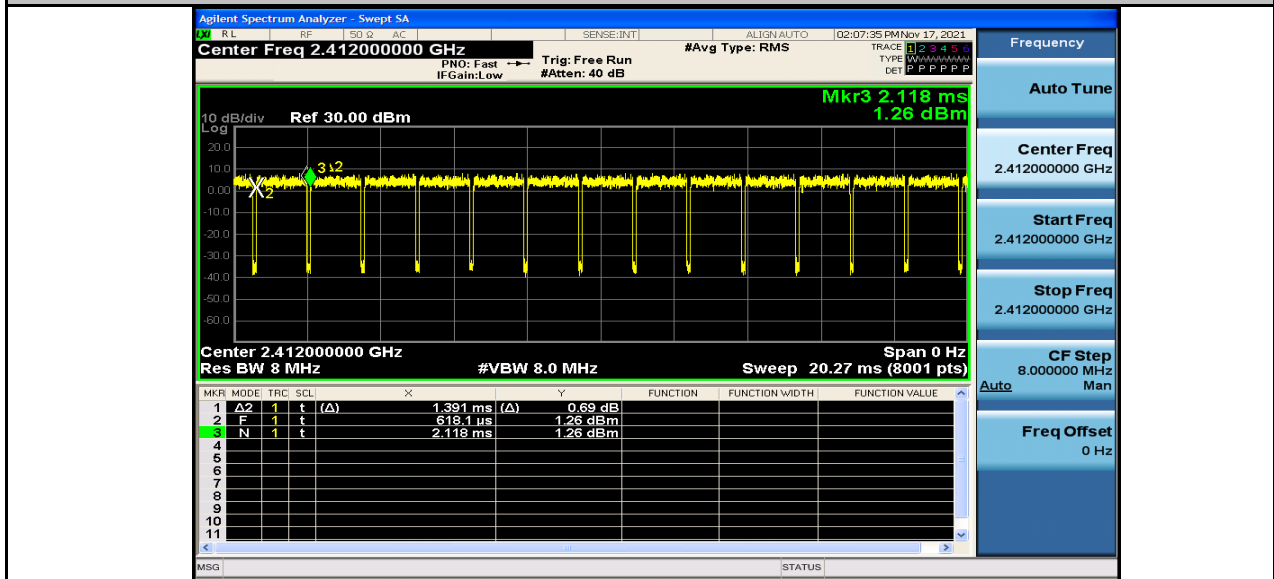 Agilent Spectrum Analyzer - Swept SA
LXI RL RF 50 Ω AC SENSE:INT ALIGN AUTO 02:07:35 PM Nov 17, 2021
Center Freq 2.412000000 GHz
PNO: Fast
IFGain:Low
Trig: Free Run
#Atten: 40 dB
#Avg Type: RMS
TRACE 1 2 3 4 5 6
TYPE WWWWWW
DET P P P P P P
Mkr3 2.118 ms
1.26 dBm
10 dB/div Ref 30.00 dBm
Log
20.0
10.0
0.00
-10.0
-20.0
-30.0
-40.0
-50.0
-60.0
X2
3 1Δ2
Center 2.412000000 GHz Span 0 Hz
Res BW 8 MHz #VBW 8.0 MHz Sweep 20.27 ms (8001 pts)
MKR MODE TRC SCL X Y FUNCTION FUNCTION WIDTH FUNCTION VALUE
1 Δ2 1 t (Δ) 1.391 ms (Δ) 0.69 dB
2 F 1 t 618.1 µs 1.26 dBm
3 N 1 t 2.118 ms 1.26 dBm
4
5
6
7
8
9
10
11
MSG STATUS
Frequency
Auto Tune
Center Freq
2.412000000 GHz
Start Freq
2.412000000 GHz
Stop Freq
2.412000000 GHz
CF Step
8.000000 MHz
Auto Man
Freq Offset
0 Hz